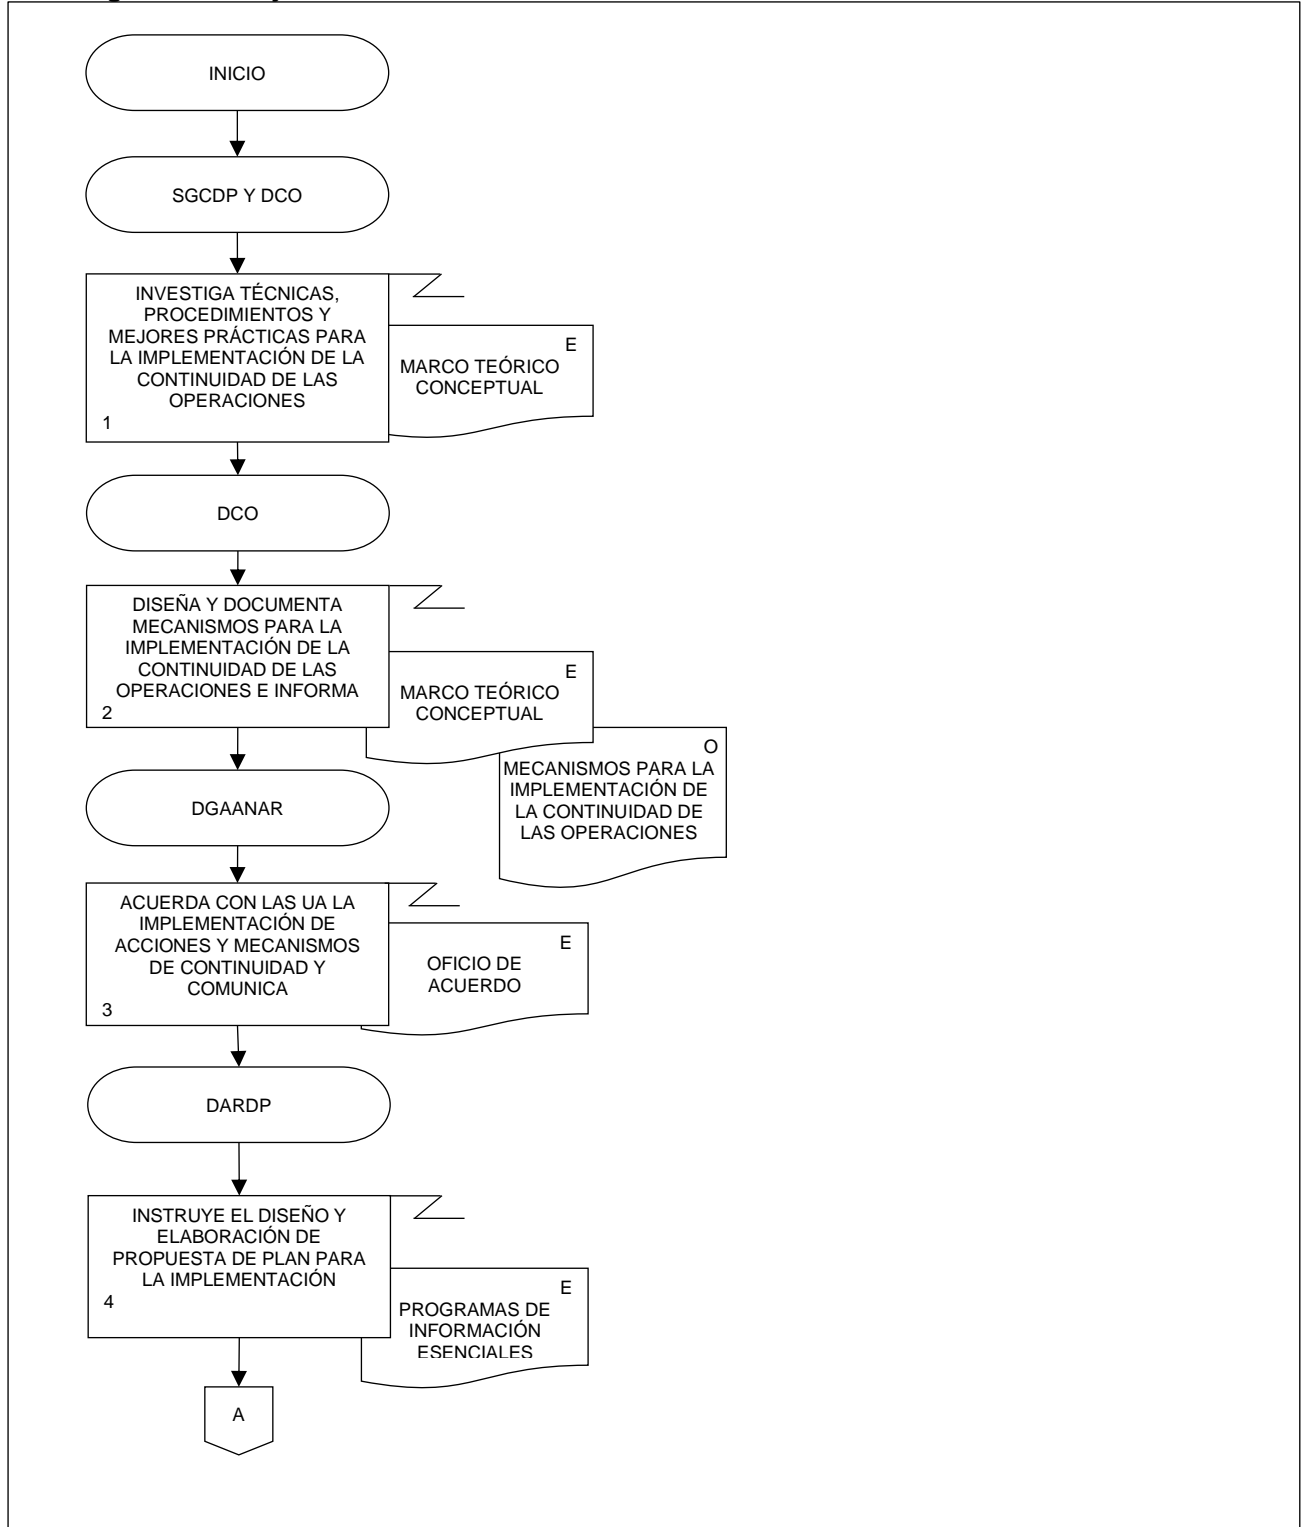 INICIO
SGCDP Y DCO
INVESTIGA TÉCNICAS,
PROCEDIMIENTOS Y
MEJORES PRÁCTICAS PARA
LA IMPLEMENTACIÓN DE LA
CONTINUIDAD DE LAS
OPERACIONES
1
E
MARCO TEÓRICO
CONCEPTUAL
DCO
DISEÑA Y DOCUMENTA
MECANISMOS PARA LA
IMPLEMENTACIÓN DE LA
CONTINUIDAD DE LAS
OPERACIONES E INFORMA
2
E
MARCO TEÓRICO
CONCEPTUAL
O
MECANISMOS PARA LA
IMPLEMENTACIÓN DE
LA CONTINUIDAD DE
LAS OPERACIONES
DGAANAR
ACUERDA CON LAS UA LA
IMPLEMENTACIÓN DE
ACCIONES Y MECANISMOS
DE CONTINUIDAD Y
COMUNICA
3
E
OFICIO DE
ACUERDO
DARDP
INSTRUYE EL DISEÑO Y
ELABORACIÓN DE
PROPUESTA DE PLAN PARA
LA IMPLEMENTACIÓN
4
E
PROGRAMAS DE
INFORMACIÓN
ESENCIALES
A